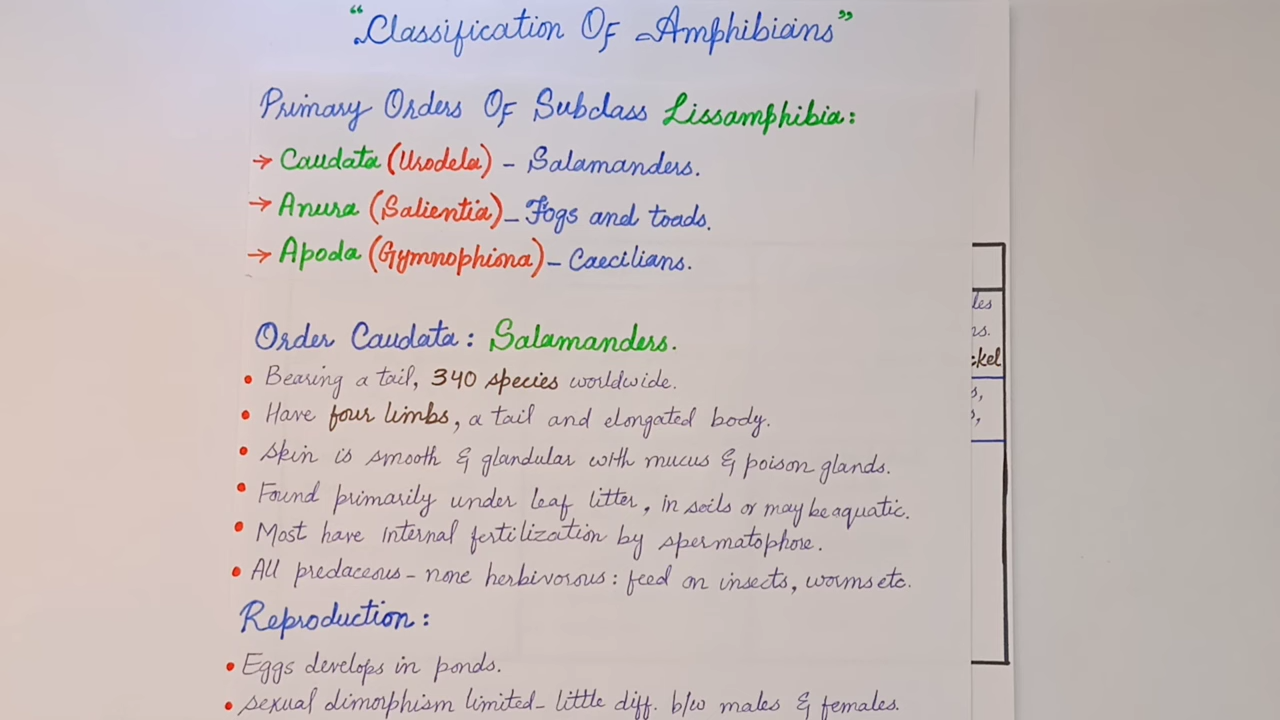 "Classification Of Amphibians"
Primary Orders Of Subclass Lissamphibia:
→ Caudata (Urodela) - Salamanders.
→ Anura (Salientia) - Fogs and toads.
→ Apoda (Gymnophiona) - Caecilians.
Order Caudata: Salamanders.
• Bearing a tail, 340 species worldwide.
• Have four limbs, a tail and elongated body.
• Skin is smooth & glandular with mucus & poison glands.
• Found primarily under leaf litter, in soils or may be aquatic.
• Most have internal fertilization by spermatophore.
• All predaceous - none herbivorous: feed on insects, worms etc.
Reproduction:
• Eggs develops in ponds.
• Sexual dimorphism limited - little diff. b/w males & females.